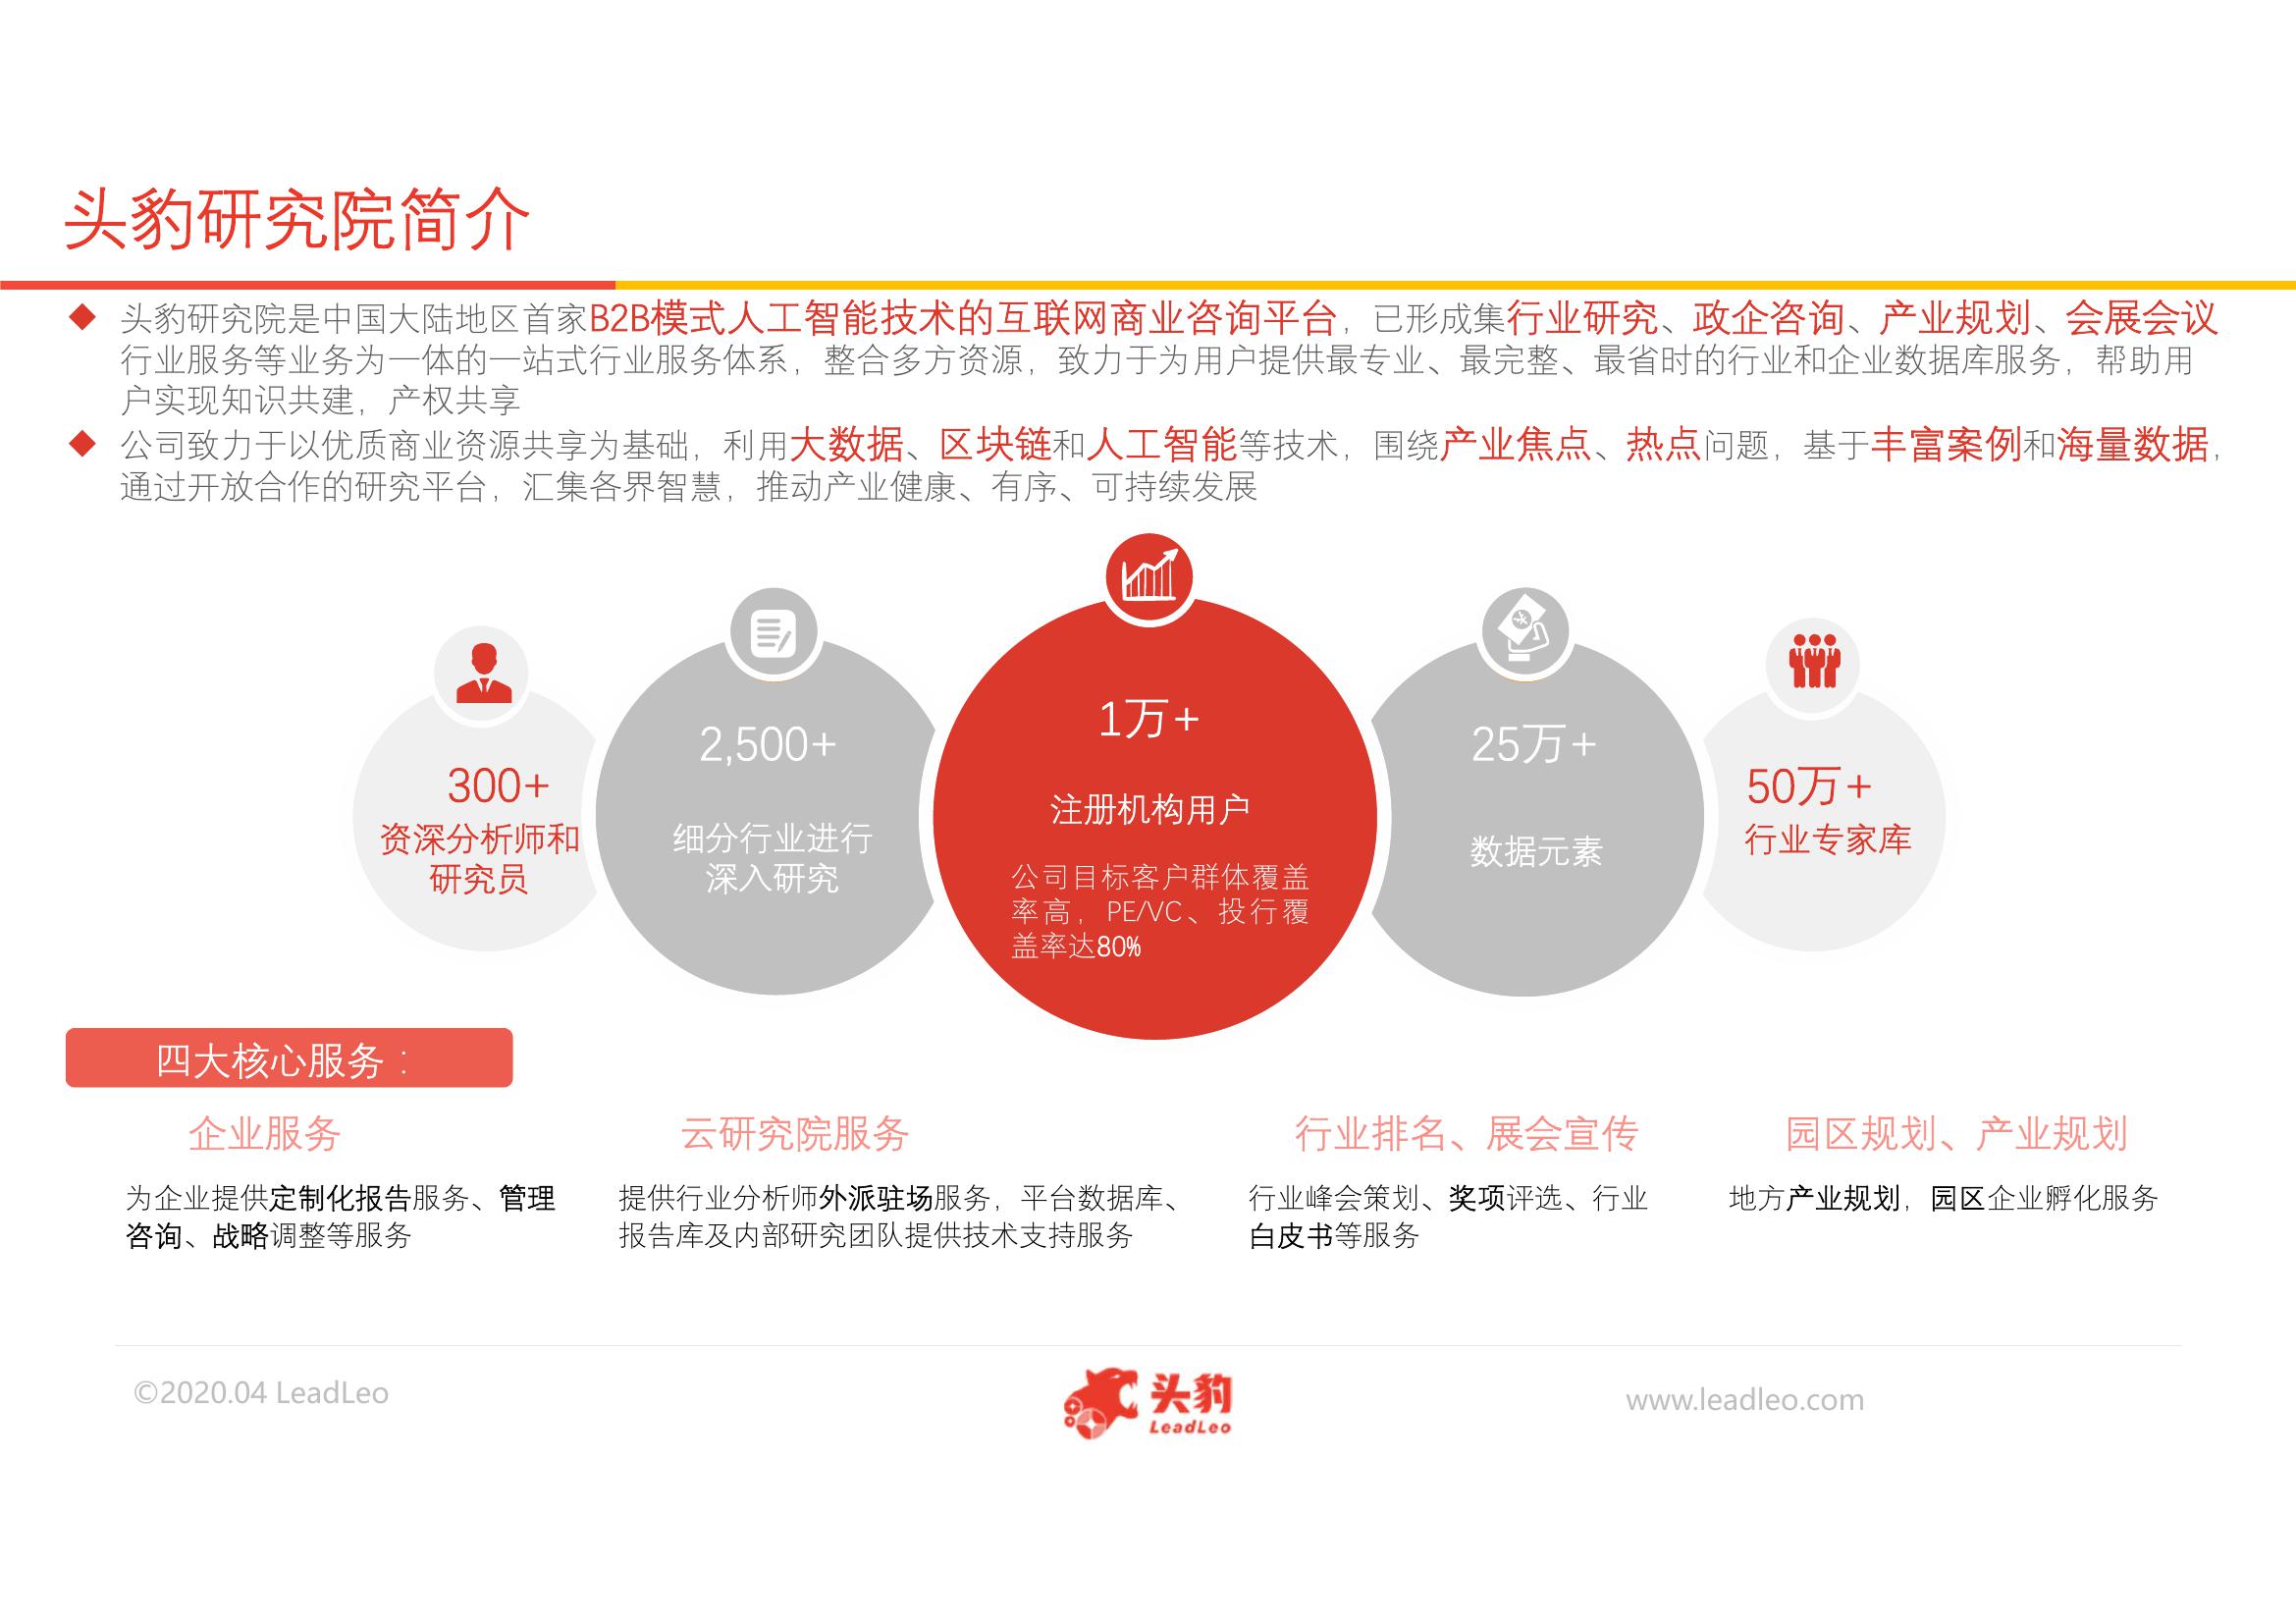 头豹研究院简介
头豹研究院是中国大陆地区首家B2B模式人工智能技术的互联网商业咨询平台，已形成集行业研究、政企咨询、产业规划、会展会议
行业服务等业务为一体的一站式行业服务体系，整合多方资源，致力于为用户提供最专业、最完整、最省时的行业和企业数据库服务，帮助用
户实现知识共建，产权共享
公司致力于以优质商业资源共享为基础，利用大数据、区块链和人工智能等技术，围绕产业焦点、热点问题，基于丰富案例和海量数据，
通过开放合作的研究平台，汇集各界智慧，推动产业健康、有序、可持续发展
300+
资深分析师和
研究员
2,500+
细分行业进行
深入研究
1万+
注册机构用户
公司目标客户群体覆盖
率高，PE/VC、投行覆
盖率达80%
25万+
数据元素
50万+
行业专家库
四大核心服务：
企业服务
为企业提供定制化报告服务、管理
咨询、战略调整等服务
云研究院服务
提供行业分析师外派驻场服务，平台数据库、
报告库及内部研究团队提供技术支持服务
行业排名、展会宣传
行业峰会策划、奖项评选、行业
白皮书等服务
园区规划、产业规划
地方产业规划，园区企业孵化服务
©2020.04 LeadLeo
头豹
LeadLeo
www.leadleo.com